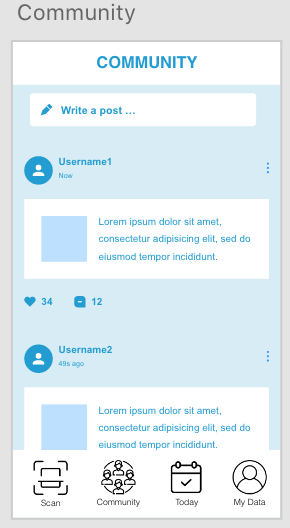 Community
COMMUNITY
Write a post ...
Username1
Now
Lorem ipsum dolor sit amet,
consectetur adipisicing elit, sed do
eiusmod tempor incididunt.
34 12
Username2
49s ago
Lorem ipsum dolor sit amet,
consectetur adipisicing elit, sed do
eiusmod tempor incididunt.
Scan Community Today My Data